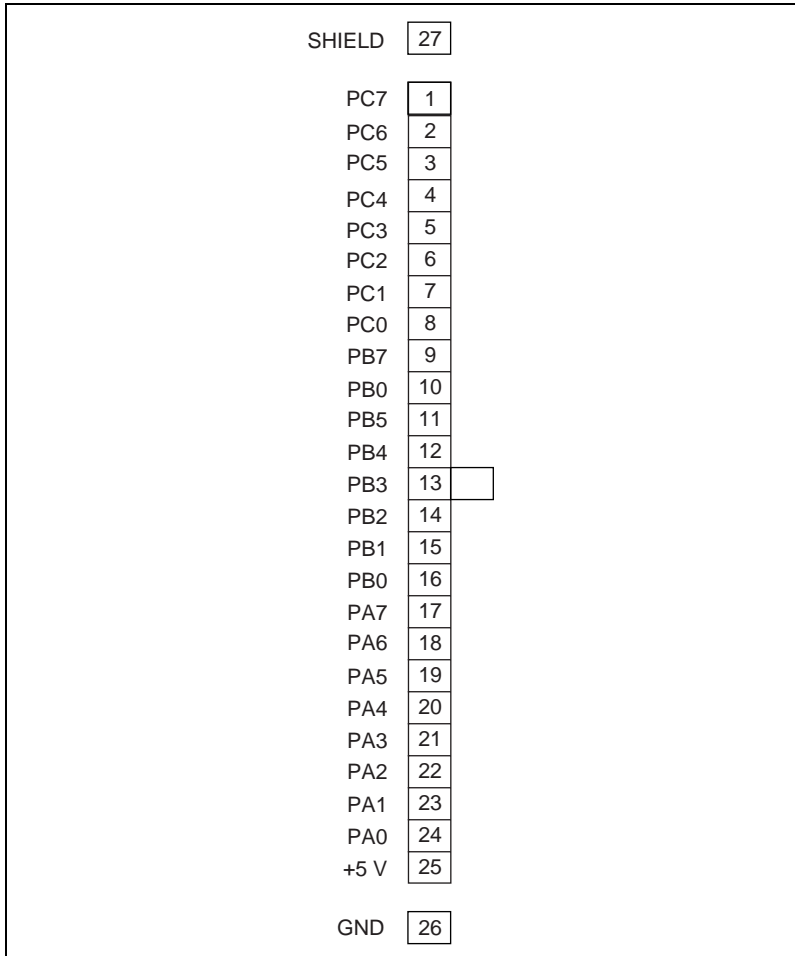 SHIELD 27
PC7 1
PC6 2
PC5 3
PC4 4
PC3 5
PC2 6
PC1 7
PC0 8
PB7 9
PB0 10
PB5 11
PB4 12
PB3 13
PB2 14
PB1 15
PB0 16
PA7 17
PA6 18
PA5 19
PA4 20
PA3 21
PA2 22
PA1 23
PA0 24
+5 V 25
GND 26